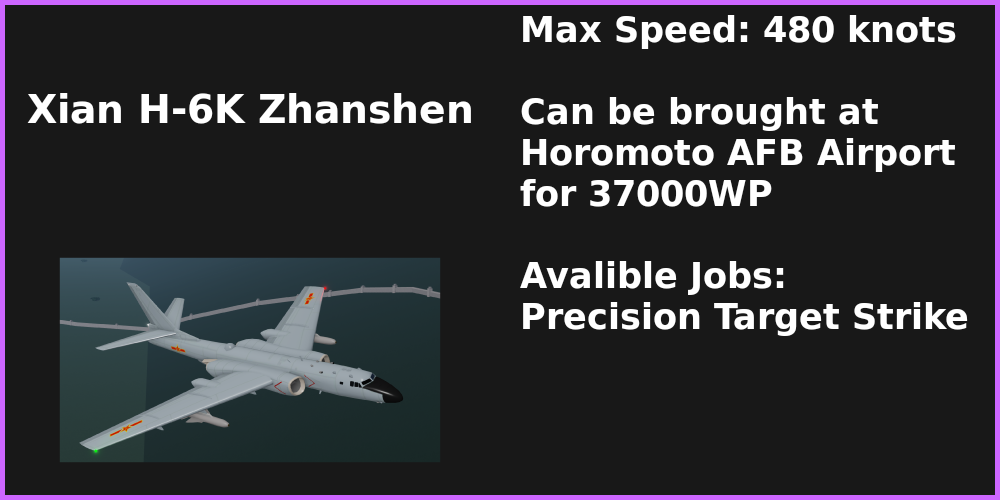 Xian H-6K Zhanshen
Max Speed: 480 knots
Can be brought at
Horomoto AFB Airport
for 37000WP
Avalible Jobs:
Precision Target Strike